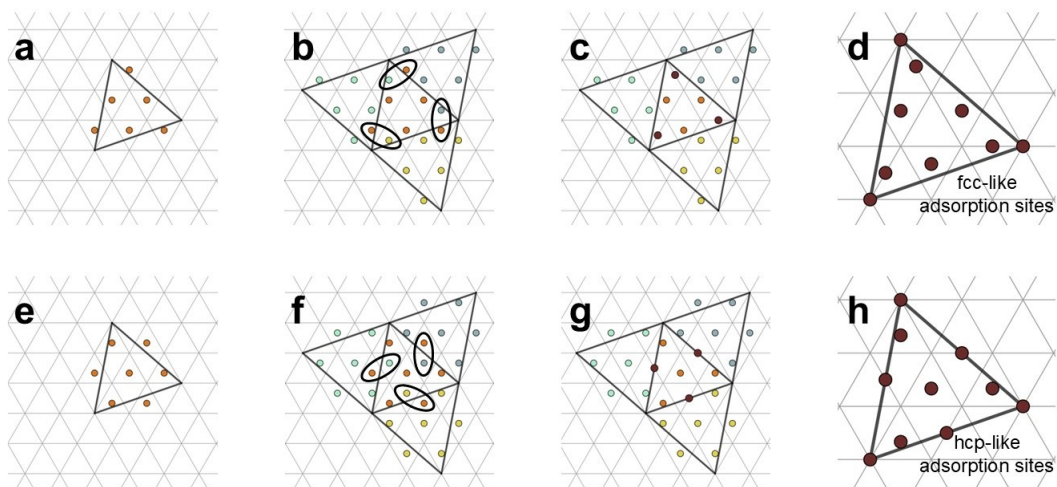 a
b
c
d
fcc-like
adsorption sites
e
f
g
h
hcp-like
adsorption sites